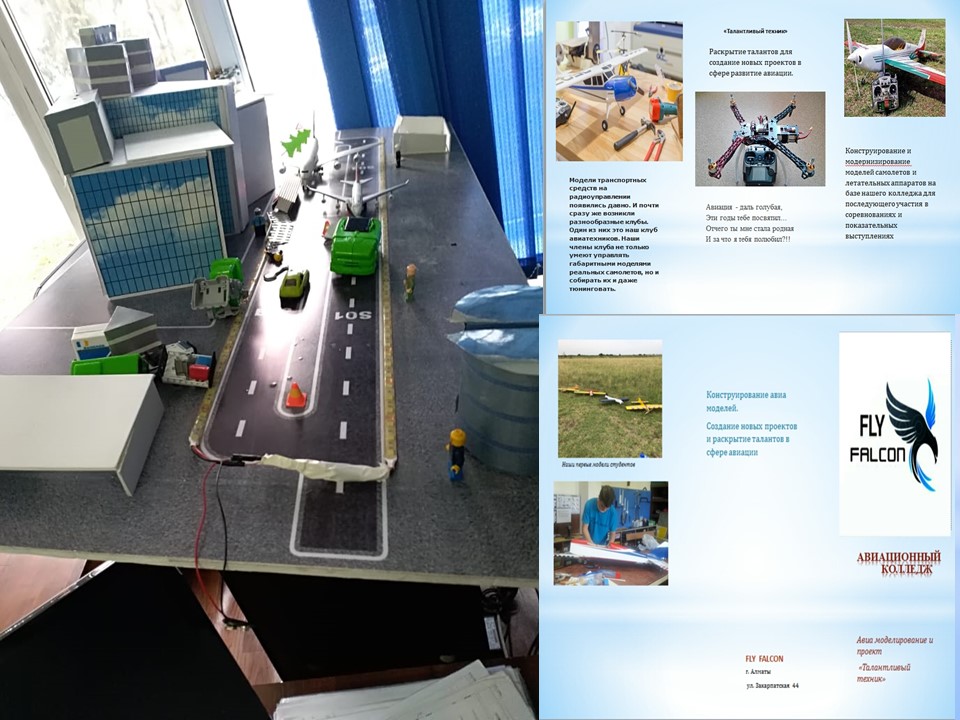 S01
«Талантливый техник»
Раскрытие талантов для
создание новых проектов в
сфере развитие авиации.
Модели транспортных
средств на
радиоуправлении
появились давно. И почти
сразу же возникли
разнообразные клубы.
Один из них это наш клуб
авиатехников. Наши
члены клуба не только
умеют управлять
габаритными моделями
реальных самолетов, но и
собирать их и даже
тюнинговать.
Авиация - даль голубая,
Эти годы тебе посвятил...
Отчего ты мне стала родная
И за что я тебя полюбил?!!
Конструирование и
модернизирование
моделей самолетов и
летательных аппаратов на
базе нашего колледжа для
последующего участия в
соревнованиях и
показательных
выступлениях
Наши первые модели студентов
Конструирование авиа
моделей.
Создание новых проектов
и раскрытие талантов в
сфере авиации
FLY FALCON
г. Алматы
ул. Закарпатская 44
FLY
FALCON
АВИАЦИОННЫЙ
КОЛЛЕДЖ
Авиа моделирование и
проект
«Талантливый
техник»